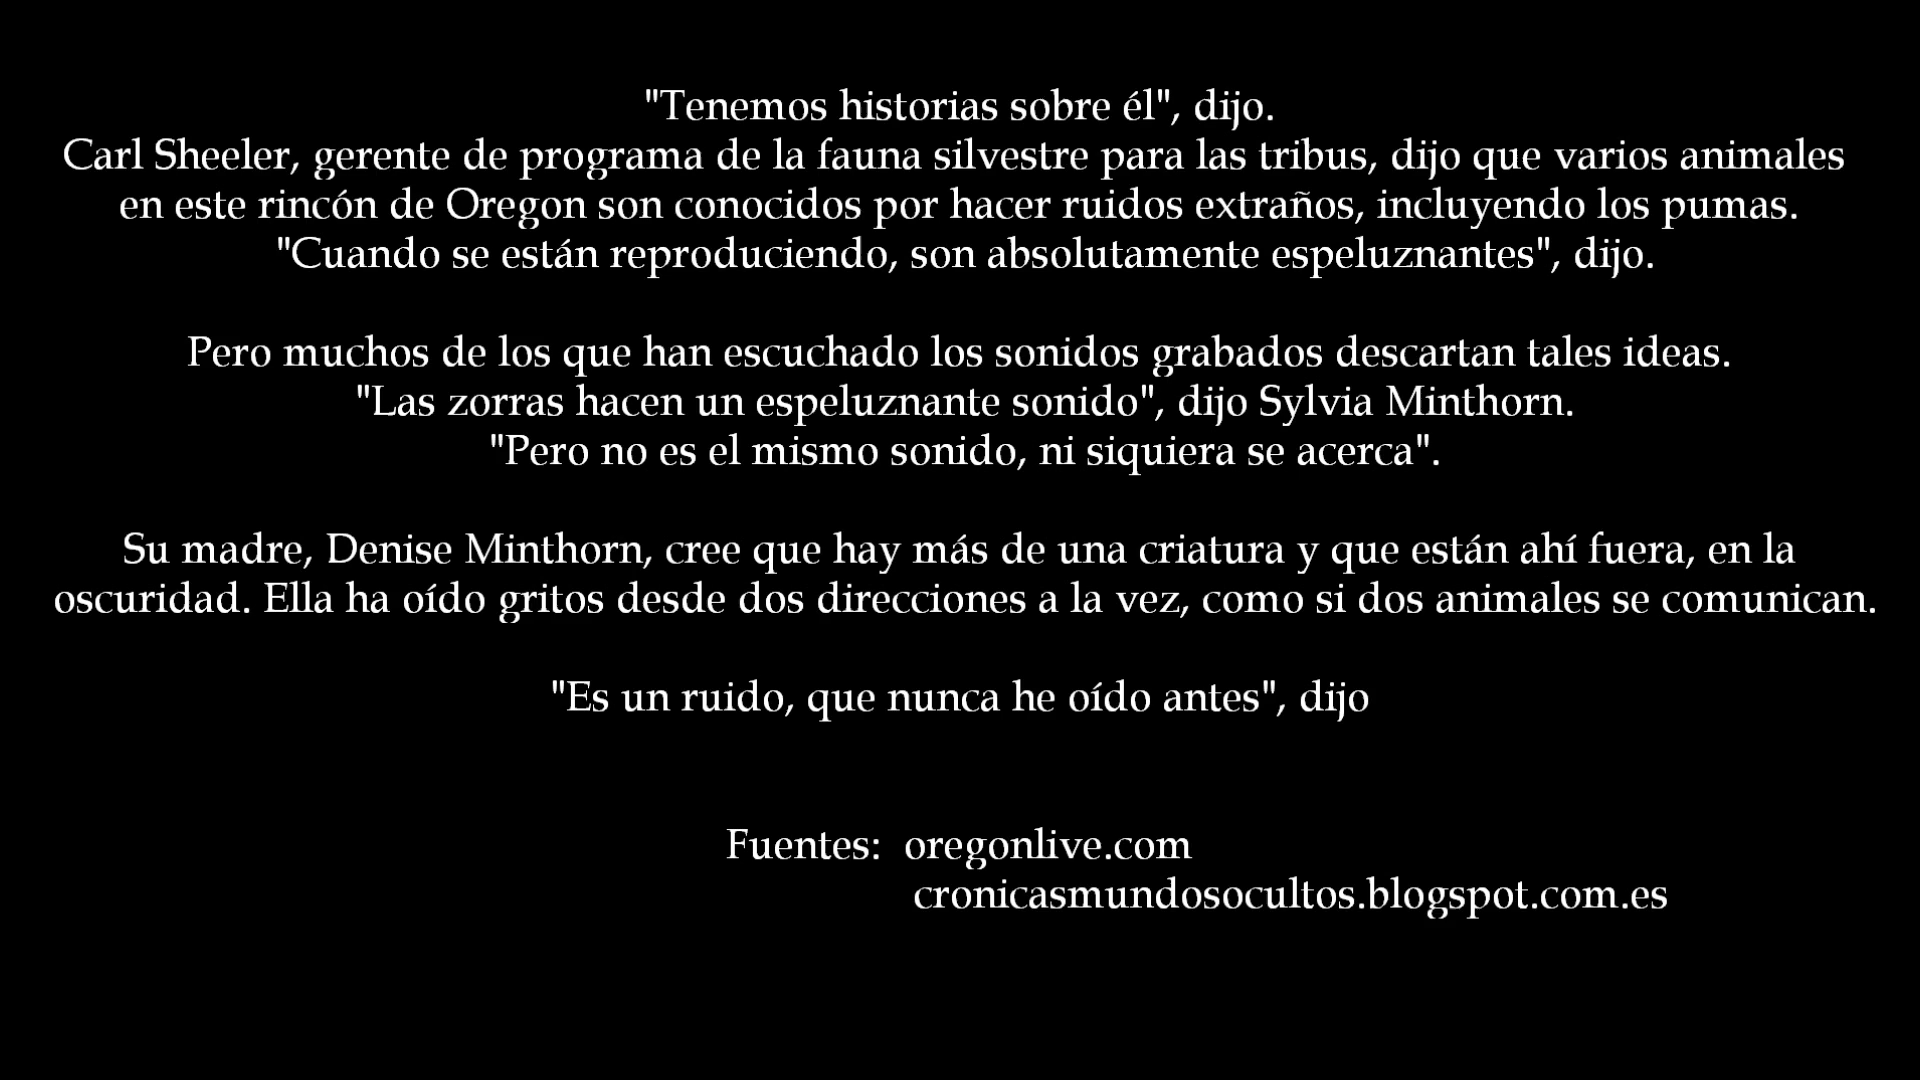 "Tenemos historias sobre él", dijo.
Carl Sheeler, gerente de programa de la fauna silvestre para las tribus, dijo que varios animales
en este rincón de Oregon son conocidos por hacer ruidos extraños, incluyendo los pumas.
"Cuando se están reproduciendo, son absolutamente espeluznantes", dijo.
Pero muchos de los que han escuchado los sonidos grabados descartan tales ideas.
"Las zorras hacen un espeluznante sonido", dijo Sylvia Minthorn.
"Pero no es el mismo sonido, ni siquiera se acerca".
Su madre, Denise Minthorn, cree que hay más de una criatura y que están ahí fuera, en la
oscuridad. Ella ha oído gritos desde dos direcciones a la vez, como si dos animales se comunican.
"Es un ruido, que nunca he oído antes", dijo
Fuentes: oregonlive.com
cronicasmundosocultos.blogspot.com.es